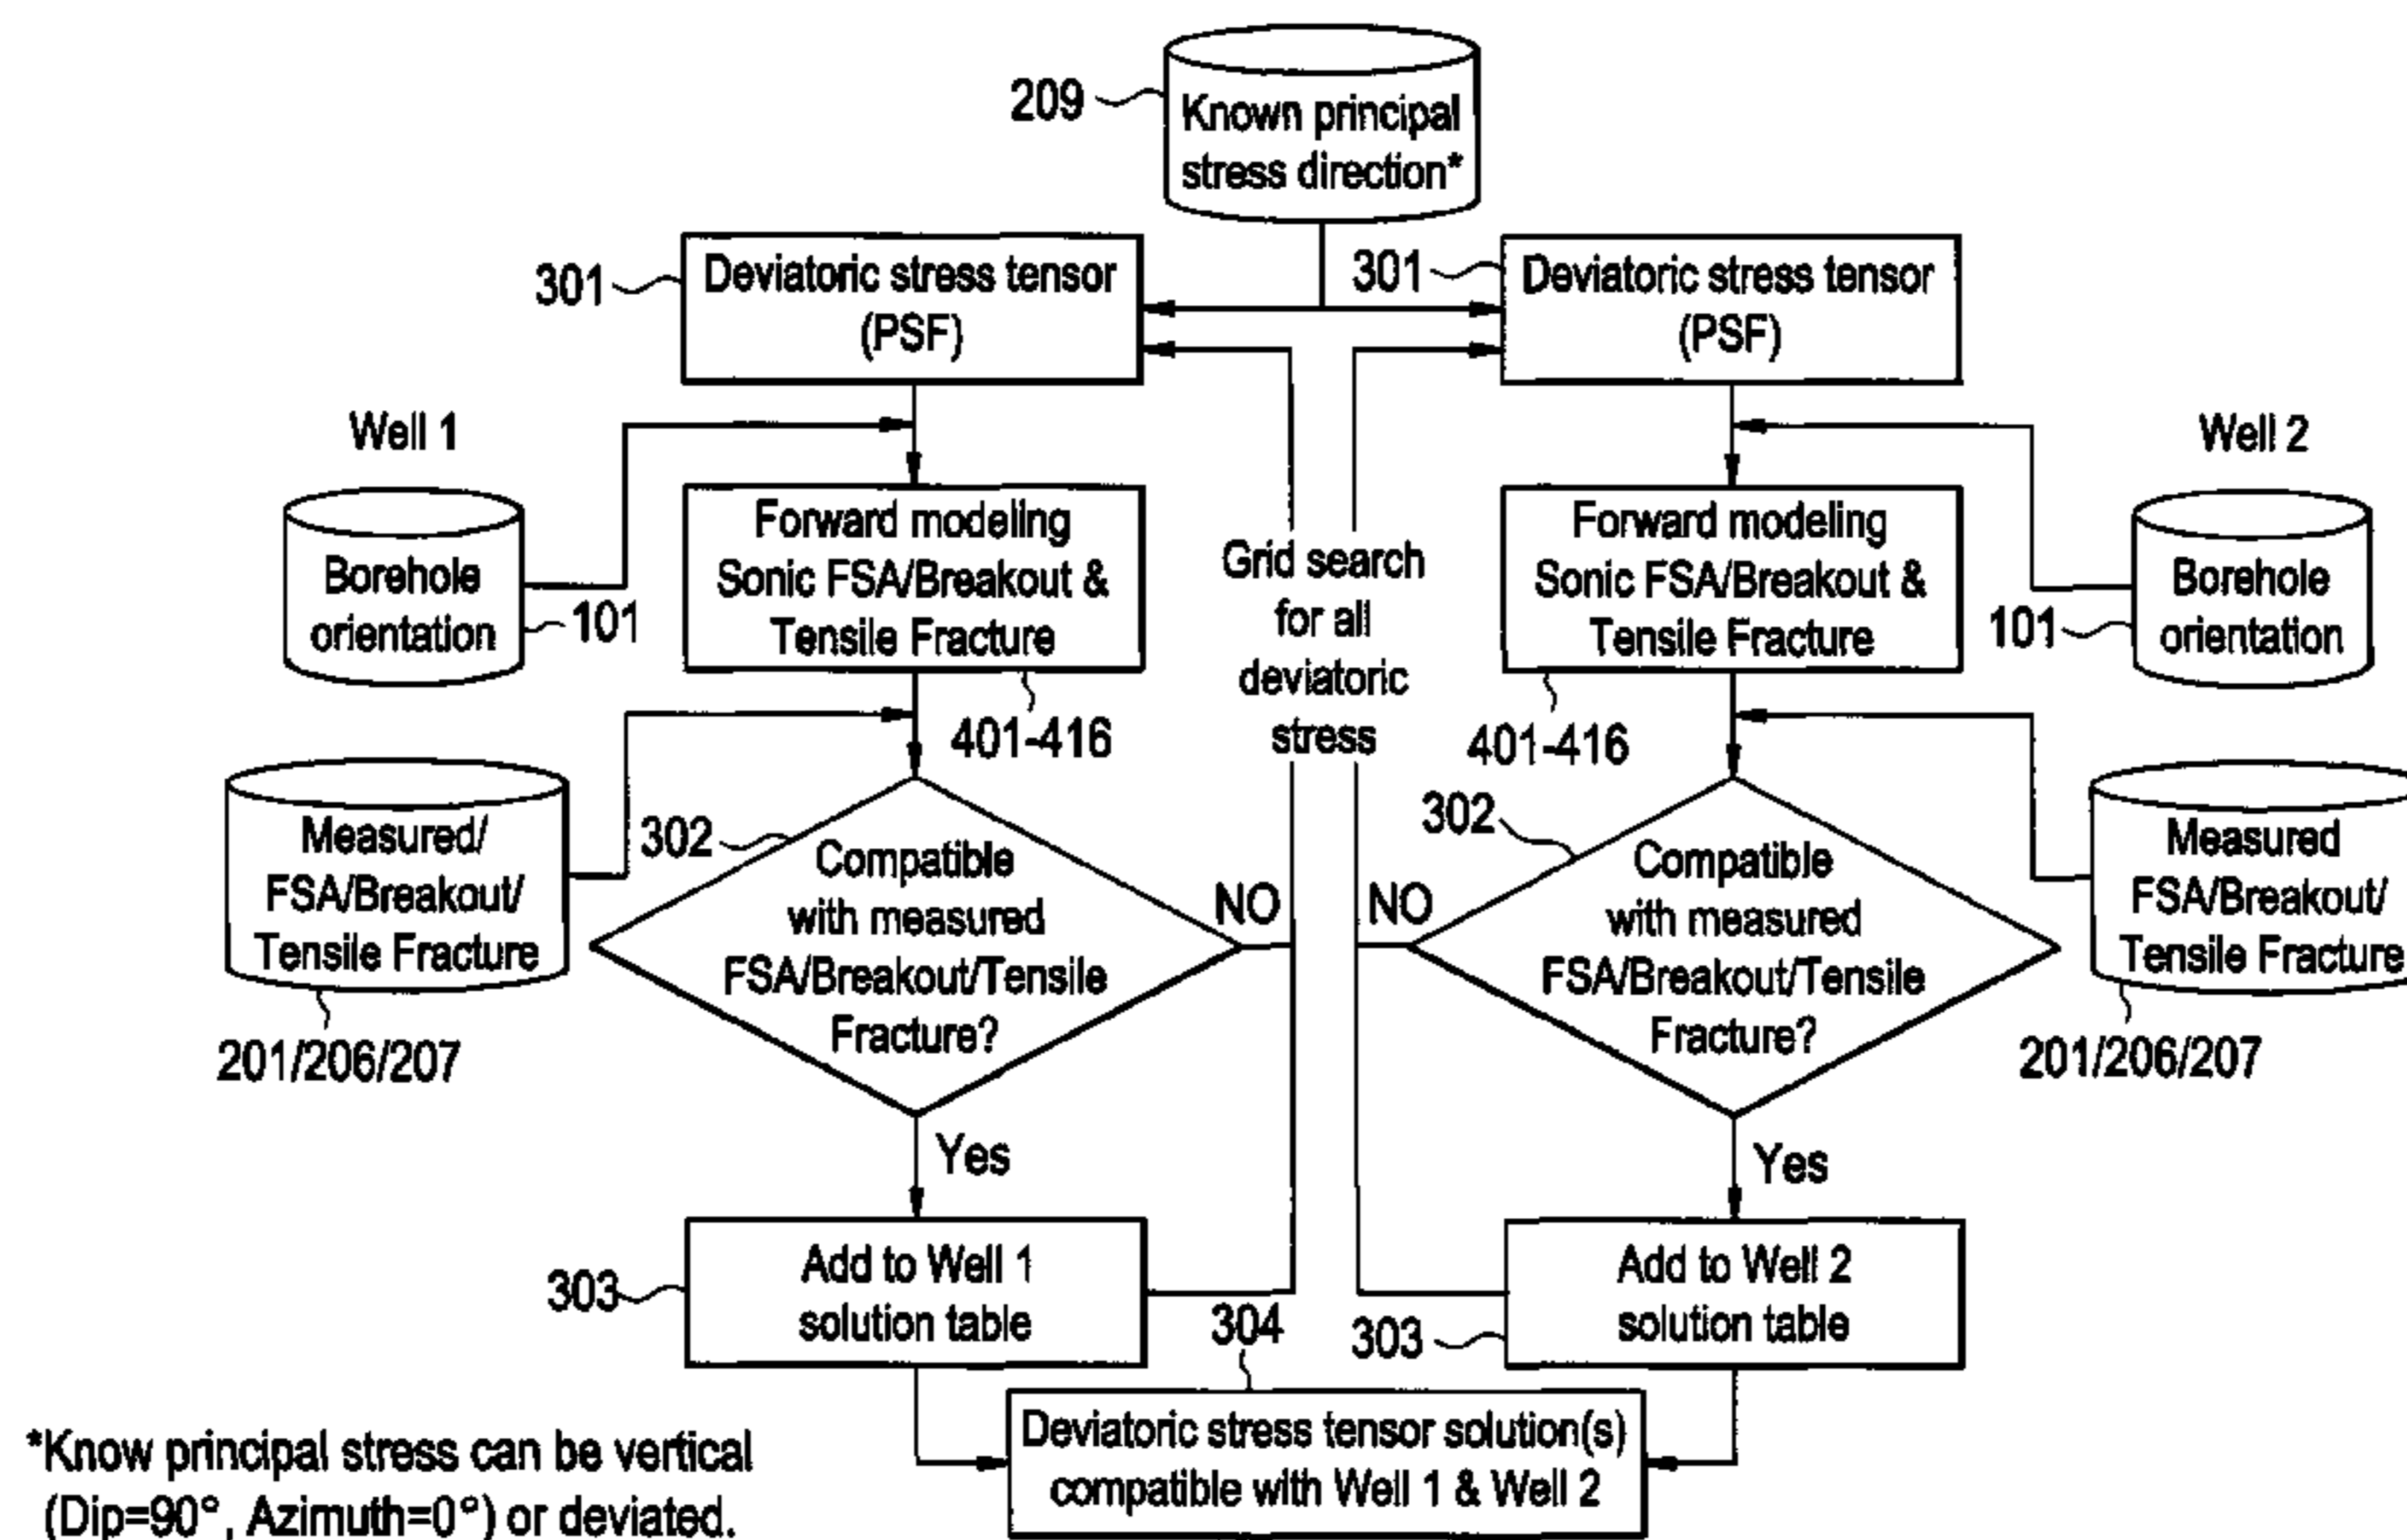 209
Known principal
stress direction*
301
Deviatoric stress tensor
(PSF)
301
Deviatoric stress tensor
(PSF)
Well 1
Borehole
orientation
101
Forward modeling
Sonic FSA/Breakout &
Tensile Fracture
401-416
Grid search
for all
deviatoric
stress
Forward modeling
Sonic FSA/Breakout &
Tensile Fracture
401-416
Well 2
Borehole
orientation
101
Measured/
FSA/Breakout/
Tensile Fracture
201/206/207
302
Compatible
with measured
FSA/Breakout/Tensile
Fracture?
NO
Yes
302
Compatible
with measured
FSA/Breakout/Tensile
Fracture?
NO
Yes
Measured
FSA/Breakout/
Tensile Fracture
201/206/207
303
Add to Well 1
solution table
303
Add to Well 2
solution table
304
Deviatoric stress tensor solution(s)
compatible with Well 1 & Well 2
*Know principal stress can be vertical
(Dip=90°, Azimuth=0°) or deviated.